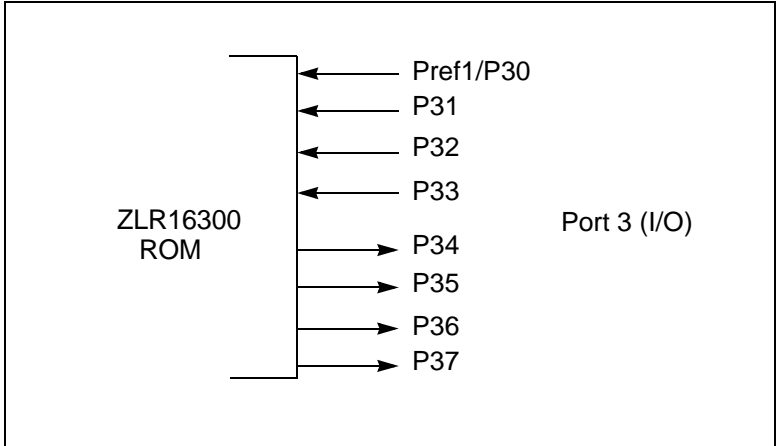 Pref1/P30
P31
P32
P33
ZLR16300
ROM
Port 3 (I/O)
P34
P35
P36
P37